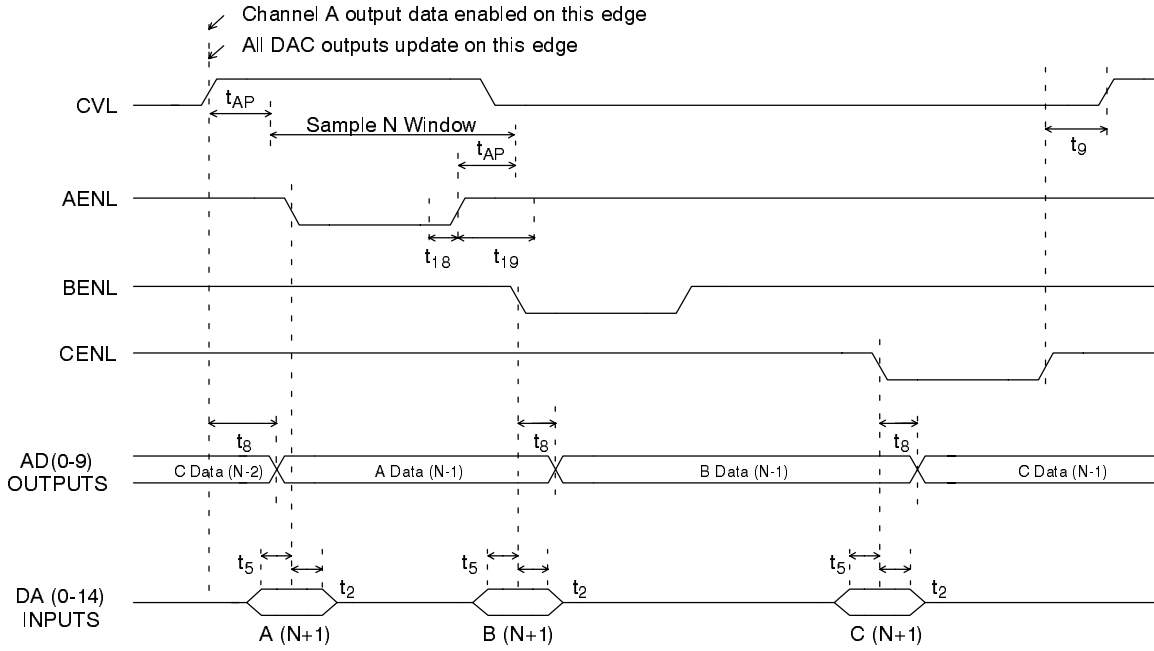 Channel A output data enabled on this edge
All DAC outputs update on this edge
CVL
tAP
Sample N Window
tAP
t9
AENL
t18
t19
BENL
CENL
t8
t8
t8
AD(0-9)
OUTPUTS
C Data (N-2)
A Data (N-1)
B Data (N-1)
C Data (N-1)
t5
t2
t5
t2
t5
t2
DA (0-14)
INPUTS
A (N+1)
B (N+1)
C (N+1)